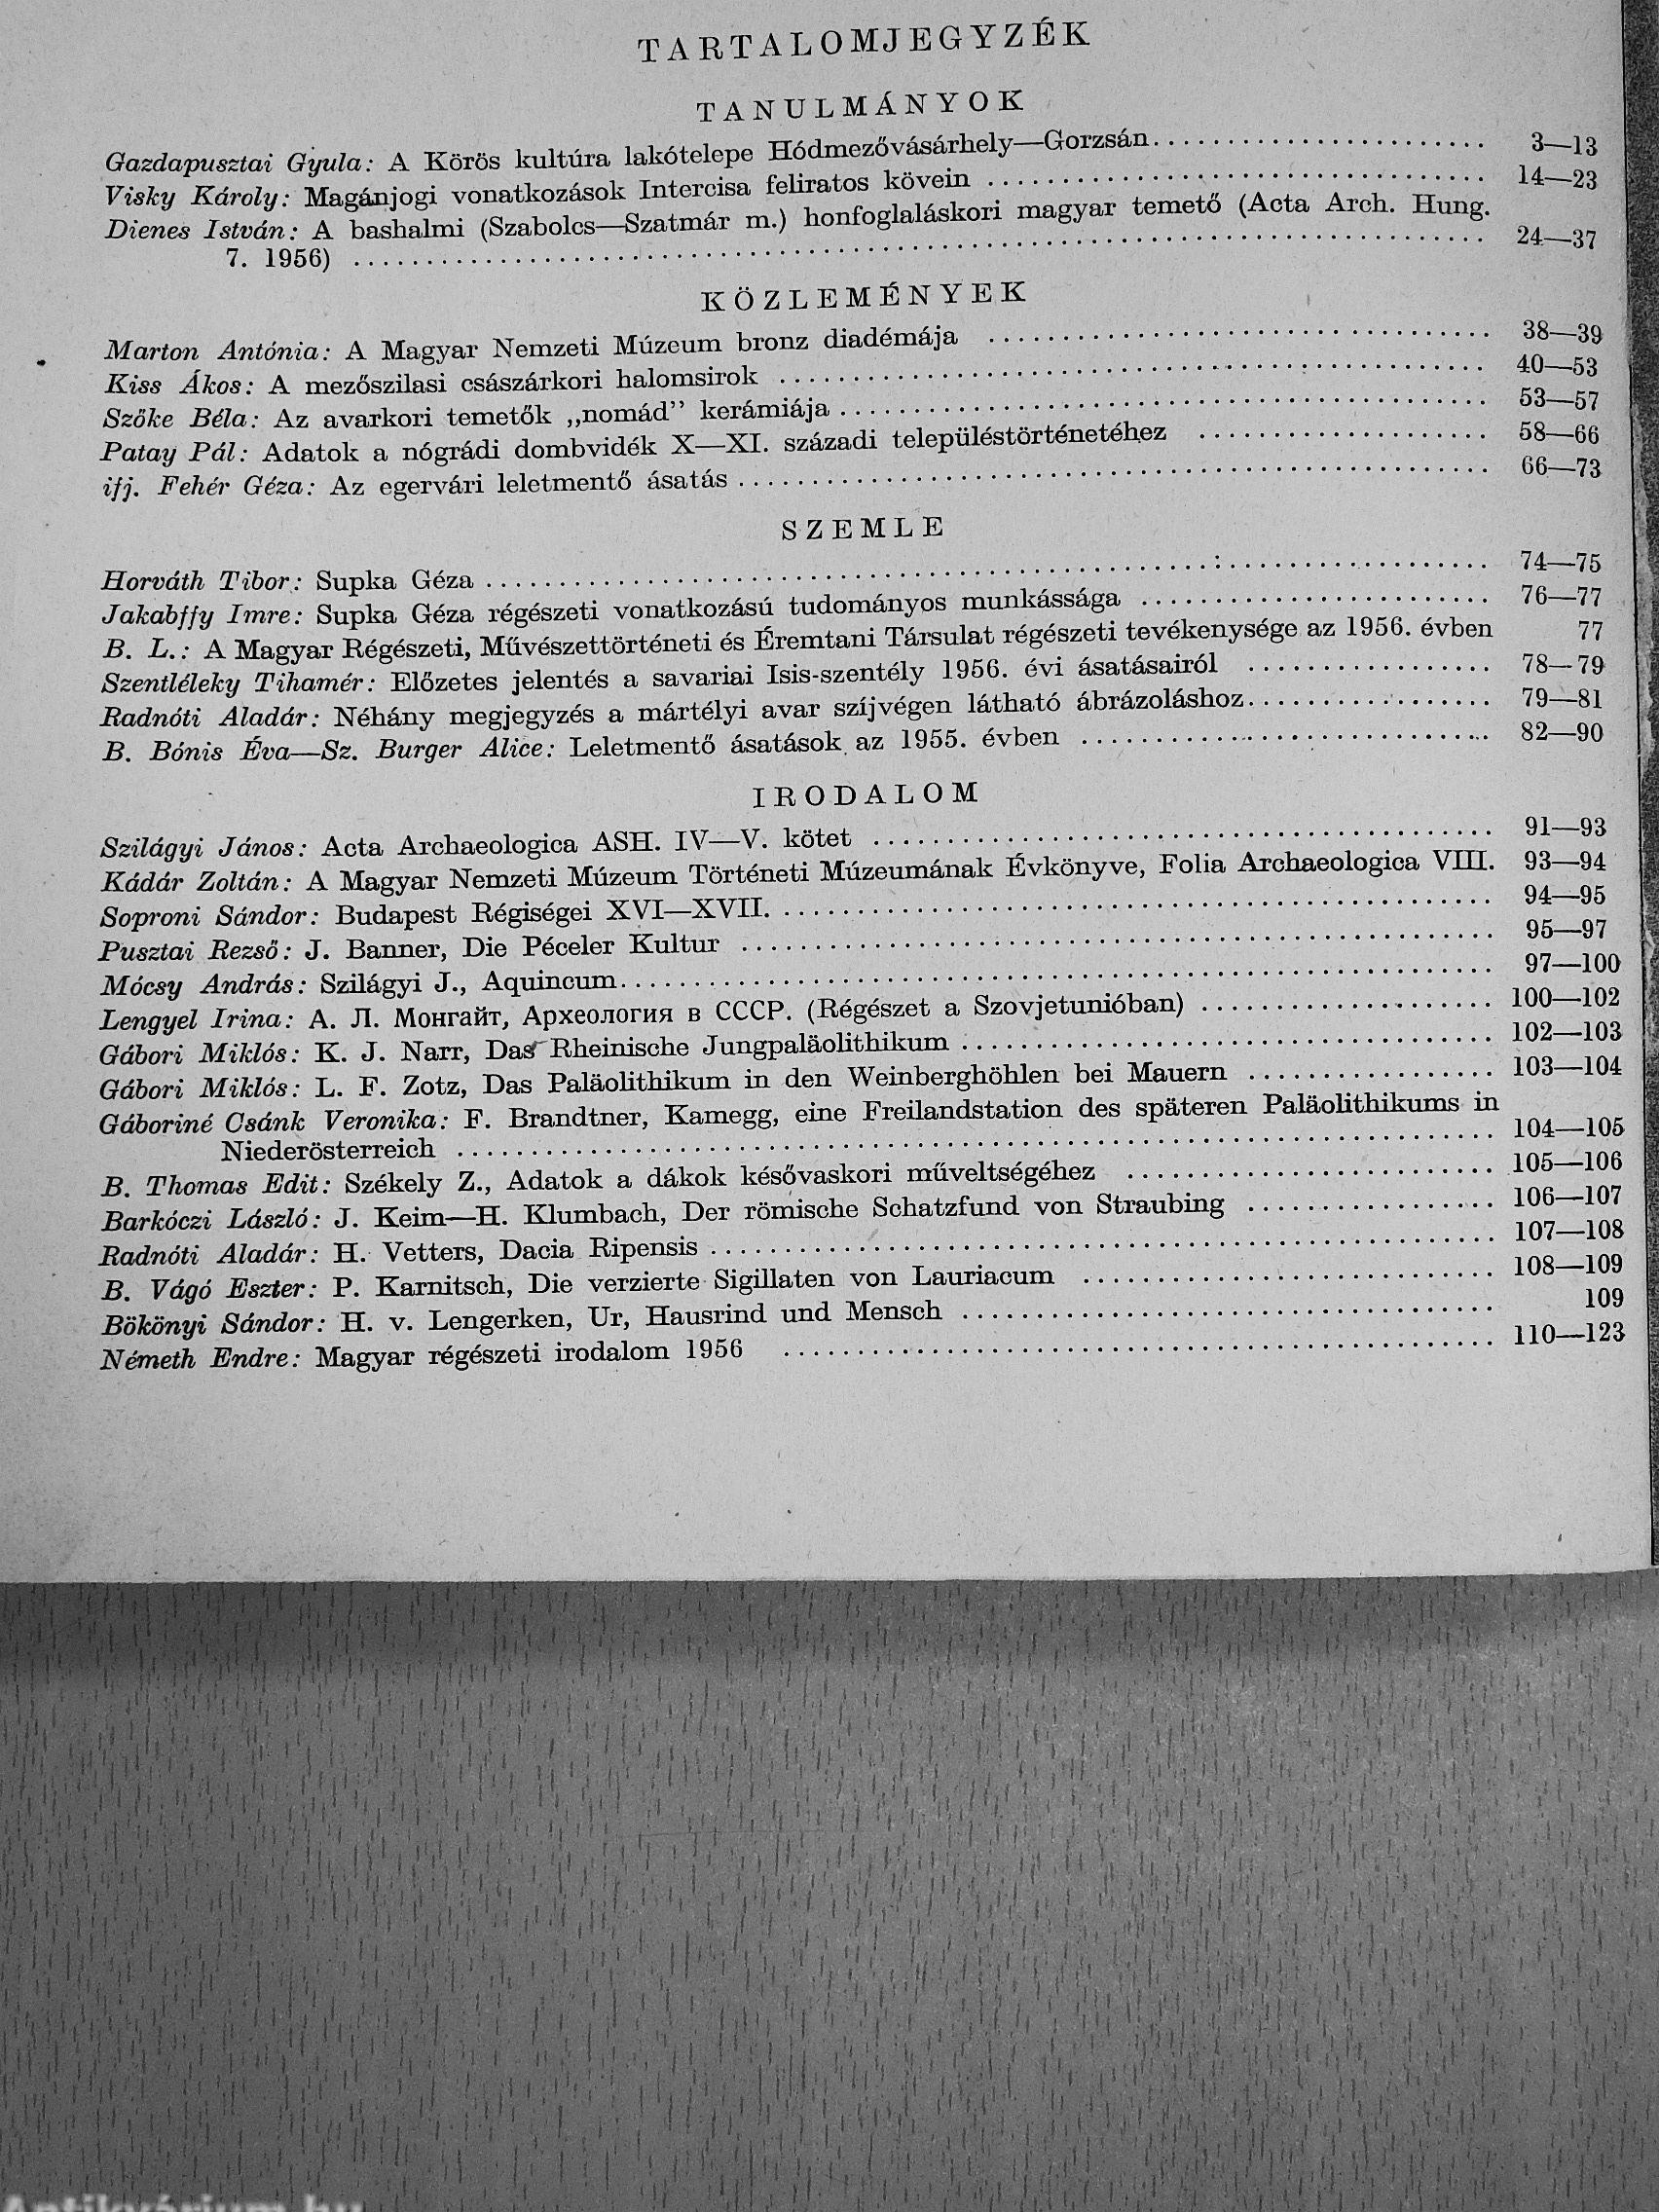 TARTALOMJEGYZÉK
TANULMÁNYOK
Gazdapusztai Gyula: A Körös kultúra lakótelepe Hódmezővásárhely—Gorzsán 3—13
Visky Károly: Magánjogi vonatkozások Intercisa feliratos kövein 14—23
Dienes István: A bashalmi (Szabolcs—Szatmár m.) honfoglaláskori magyar temető (Acta Arch. Hung.
7. 1956) 24—37
KÖZLEMÉNYEK
Marton Antónia: A Magyar Nemzeti Múzeum bronz diadémája 38—39
Kiss Ákos: A mezőszilasi császárkori halomsirok 40—53
Szőke Béla: Az avarkori temetők „nomád” kerámiája 53—57
Patay Pál: Adatok a nógrádi dombvidék X—XI. századi településtörténetéhez 58—66
ifj. Fehér Géza: Az egervári leletmentő ásatás 66—73
SZEMLE
Horváth Tibor: Supka Géza 74—75
Jakabffy Imre: Supka Géza régészeti vonatkozású tudományos munkássága 76—77
B. L.: A Magyar Régészeti, Művészettörténeti és Éremtani Társulat régészeti tevékenysége az 1956. évben 77
Szentléleky Tihamér: Előzetes jelentés a savariai Isis-szentély 1956. évi ásatásairól 78—79
Radnóti Aladár: Néhány megjegyzés a mártélyi avar szíjvégen látható ábrázoláshoz 79—81
B. Bónis Éva—Sz. Burger Alice: Leletmentő ásatások az 1955. évben 82—90
IRODALOM
Szilágyi János: Acta Archaeologica ASH. IV—V. kötet 91—93
Kádár Zoltán: A Magyar Nemzeti Múzeum Történeti Múzeumának Évkönyve, Folia Archaeologica VIII. 93—94
Soproni Sándor: Budapest Régiségei XVI—XVII. 94—95
Pusztai Rezső: J. Banner, Die Péceler Kultur 95—97
Mócsy András: Szilágyi J., Aquincum 97—100
Lengyel Irina: А. Л. Монгайт, Археология в СССР. (Régészet a Szovjetunióban) 100—102
Gábori Miklós: K. J. Narr, Das Rheinische Jungpaläolithikum 102—103
Gábori Miklós: L. F. Zotz, Das Paläolithikum in den Weinberghöhlen bei Mauern 103—104
Gáboriné Csánk Veronika: F. Brandtner, Kamegg, eine Freilandstation des späteren Paläolithikums in
Niederösterreich 104—105
B. Thomas Edit: Székely Z., Adatok a dákok késővaskori műveltségéhez 105—106
Barkóczi László: J. Keim—H. Klumbach, Der römische Schatzfund von Straubing 106—107
Radnóti Aladár: H. Vetters, Dacia Ripensis 107—108
B. Vágó Eszter: P. Karnitsch, Die verzierte Sigillaten von Lauriacum 108—109
Bökönyi Sándor: H. v. Lengerken, Ur, Hausrind und Mensch 109
Németh Endre: Magyar régészeti irodalom 1956 110—123